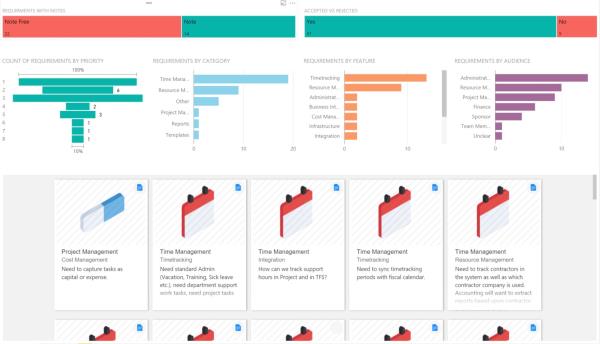 REQUIRMENTS WITH NOTES
ACCEPTED VS REJECTED
Note Free
22
Note
14
Yes
No
COUNT OF REQUIREMENTS BY PRIORITY
100%
1
2
3
4
5
6
7
8
6
2
3
1
1
1
10%
REQUIREMENTS BY CATEGORY
Time Mana...
Resource M...
Other
Project Ma...
Reports
Templates
0
10
20
REQUIREMENTS BY FEATURE
Timetracking
Resource M...
Administrat...
Business Int...
Cost Mana...
Infrastructure
Integration
0
10
REQUIREMENTS BY AUDIENCE
Administrat...
Resource M...
Project Ma...
Finance
Sponsor
Team Mem...
Unclear
0
10
Project Management
Cost Management
Need to capture tasks as
capital or expense.
Time Management
Timetracking
Need standard Admin
(Vacation, Training, Sick leave
etc.), need department support
work tasks, need project tasks
Time Management
Integration
How can we track support
hours in Project and in TFS?
Time Management
Timetracking
Need to sync timetracking
periods with fiscal calendar.
Time Management
Resource Management
Need to track contractors in
the system as well as which
contractor company is used.
Accounting will want to extract
reports based upon contractor